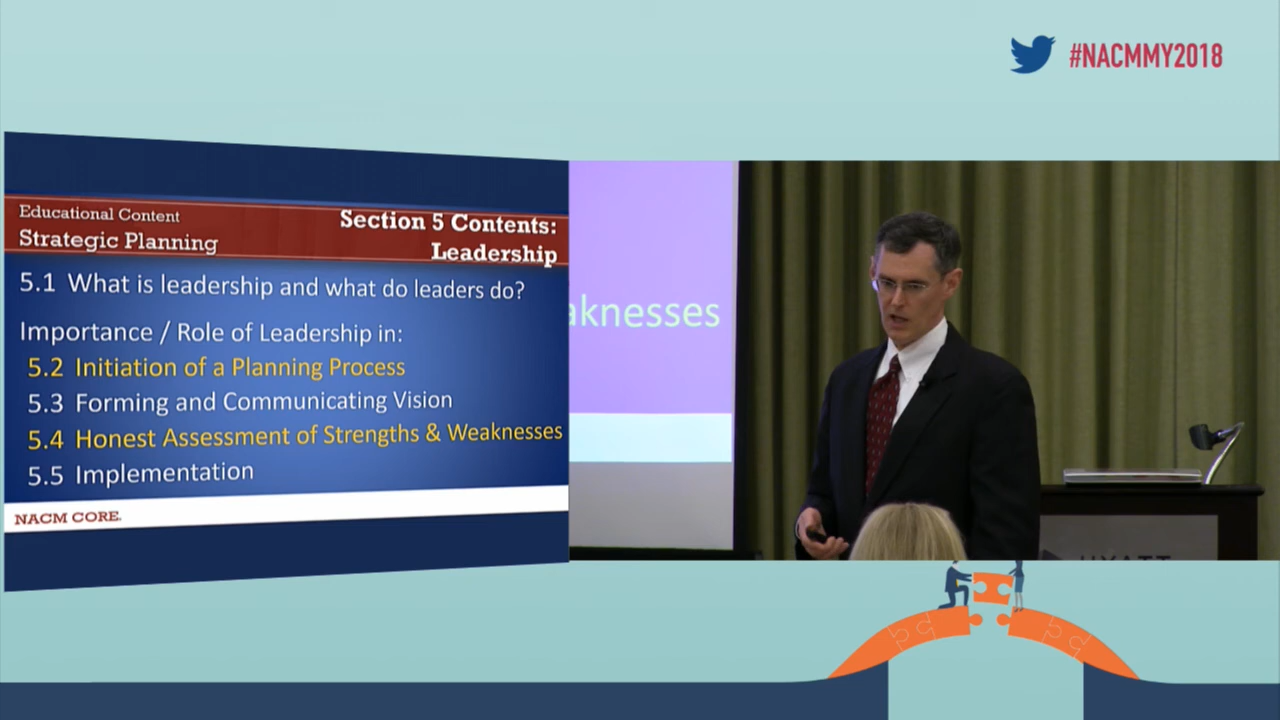 #NACMMY2018
Educational Content
Strategic Planning
Section 5 Contents:
Leadership
5.1 What is leadership and what do leaders do?
Importance / Role of Leadership in:
5.2 Initiation of a Planning Process
5.3 Forming and Communicating Vision
5.4 Honest Assessment of Strengths & Weaknesses
5.5 Implementation
NACM CORE.
aknesses
HYATT